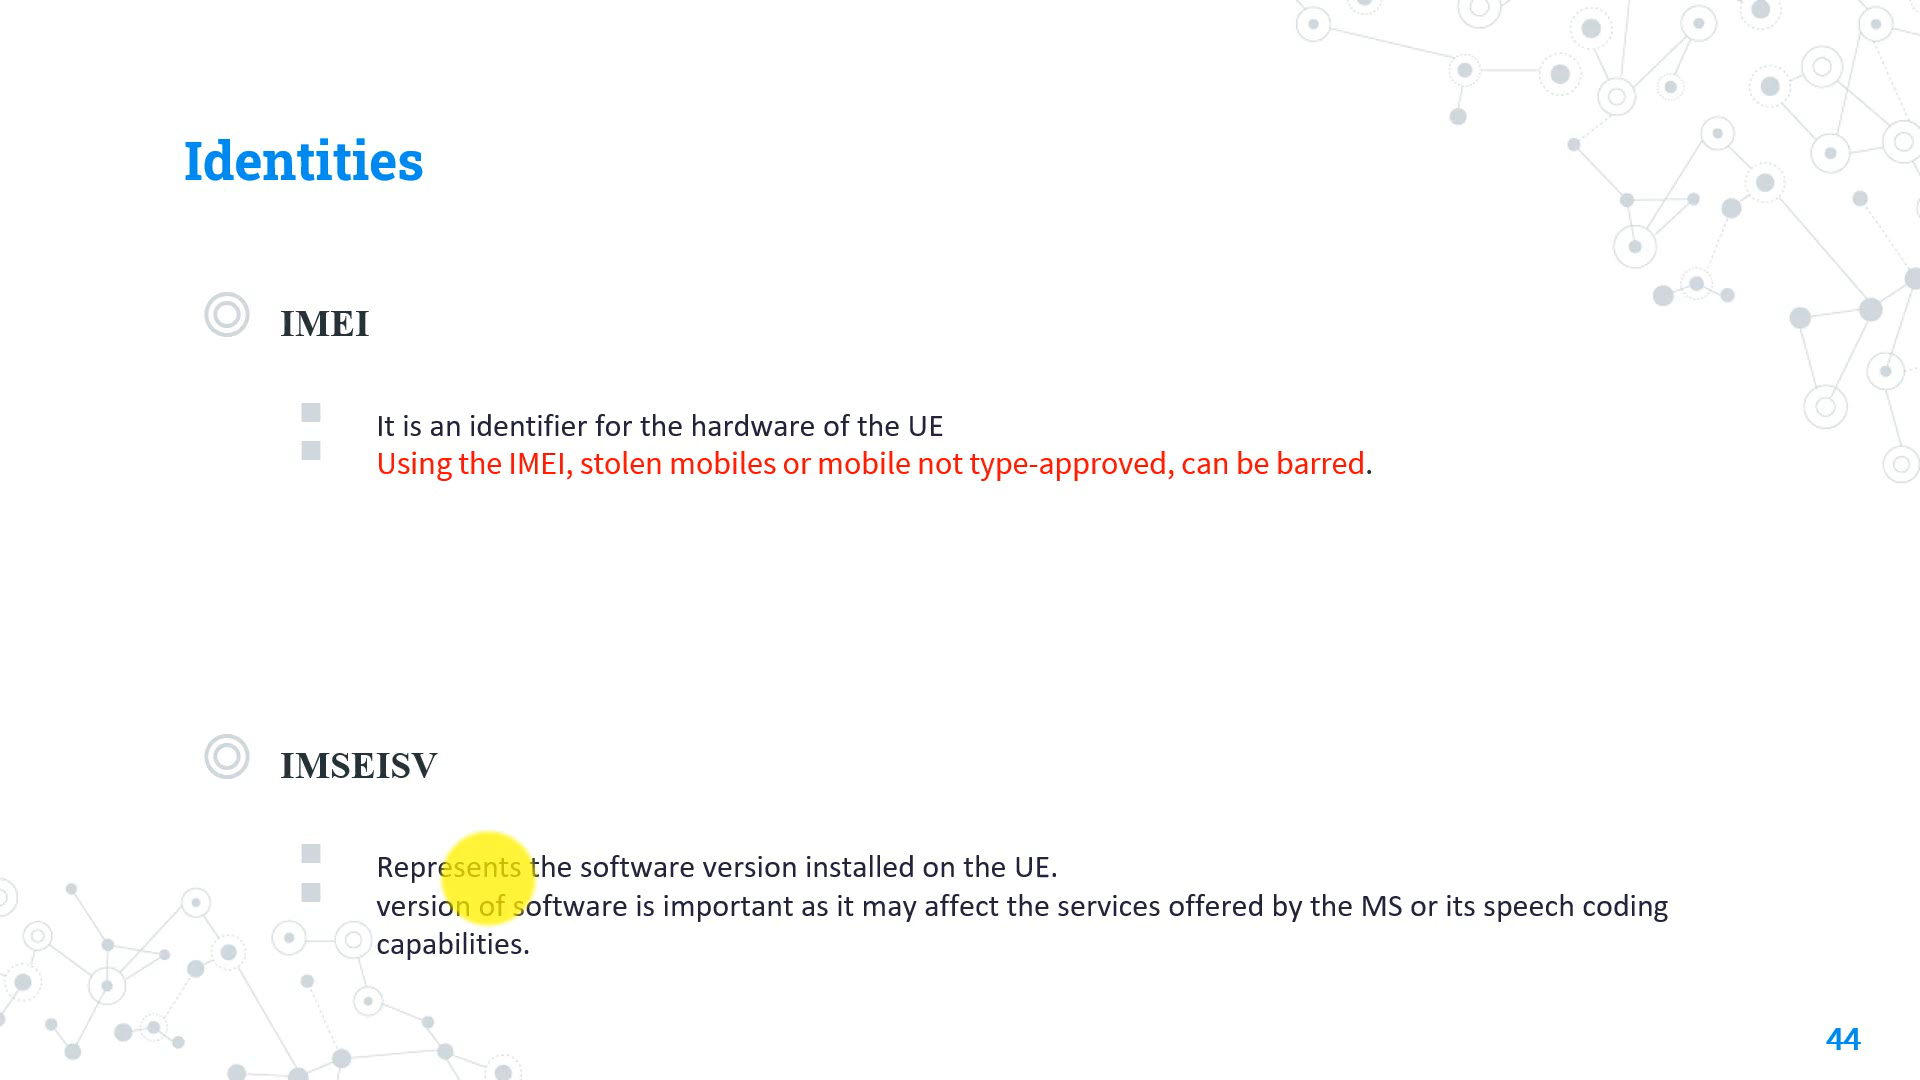 Identities
IMEI
It is an identifier for the hardware of the UE
Using the IMEI, stolen mobiles or mobile not type-approved, can be barred.
IMSEISV
Represents the software version installed on the UE.
version of software is important as it may affect the services offered by the MS or its speech coding
capabilities.
44